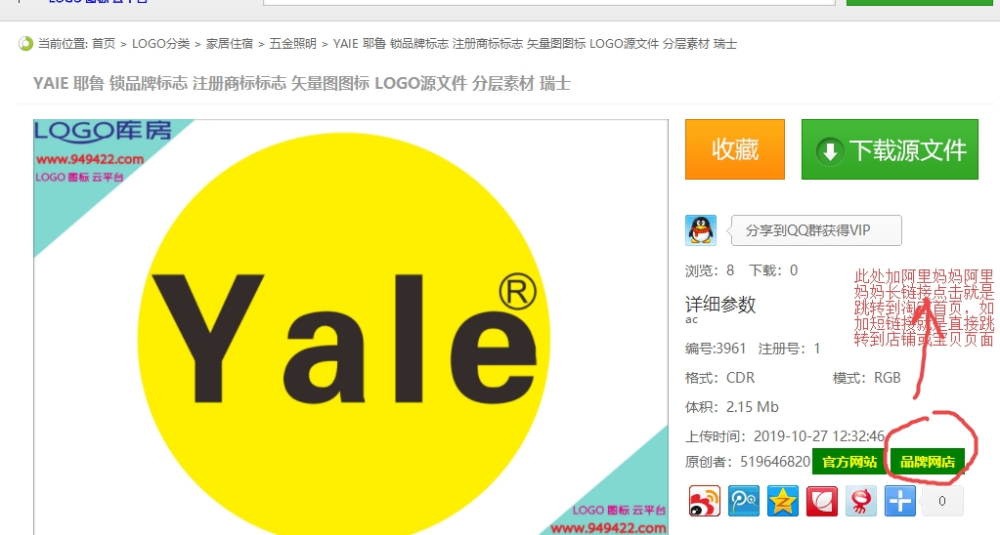 LOGO 图标 云平台
当前位置: 首页 > LOGO分类 > 家居住宿 > 五金照明 > YAIE 耶鲁 锁品牌标志 注册商标标志 矢量图图标 LOGO源文件 分层素材 瑞士
YAIE 耶鲁 锁品牌标志 注册商标标志 矢量图图标 LOGO源文件 分层素材 瑞士
LOGO库房
www.949422.com
LOGO 图标 云平台
Yale®
LOGO 图标 云平台
www.949422.com
收藏
下载源文件
分享到QQ群获得VIP
浏览：8 下载：0
此处加阿里妈妈阿里
妈妈长链接点击就是
跳转到淘宝首页，如
加短链接就是直接跳
转到店铺或宝贝页面
详细参数
ac
编号:3961 注册号：1
格式：CDR 模式：RGB
体积：2.15 Mb
上传时间：2019-10-27 12:32:46
原创者：519646820 官方网站 品牌网店
0